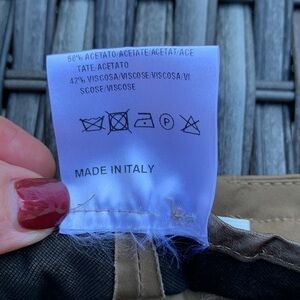 58% ACETATO/ACETATE/ACETAT/ACE
TATE/ACETATO
42% VISCOSA/VISCOSE/VISCOSA/VI
SCOSE/VISCOSE
P
MADE IN ITALY